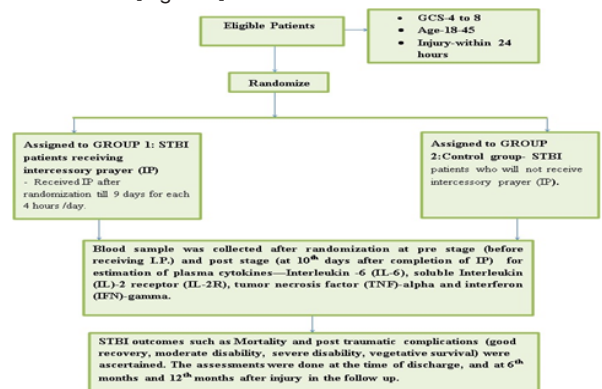 Eligible Patients
• GCS-4 to 8
• Age-18-45
• Injury-within 24
hours
Randomize
Assigned to GROUP 1: STBI
patients receiving
intercessory prayer (IP)
- Received IP after
randomization till 9 days for each
4 hours /day.
Assigned to GROUP
2:Control group- STBI
patients who will not receive
intercessory prayer (IP).
Blood sample was collected after randomization at pre stage (before
receiving I.P.) and post stage (at 10th days after completion of IP) for
estimation of plasma cytokines—Interleukin -6 (IL-6), soluble Interleukin
(IL)-2 receptor (IL-2R), tumor necrosis factor (TNF)-alpha and interferon
(IFN)-gamma.
STBI outcomes such as Mortality and post traumatic complications (good
recovery, moderate disability, severe disability, vegetative survival) were
ascertained. The assessments were done at the time of discharge, and at 6th
months and 12th months after injury in the follow up.